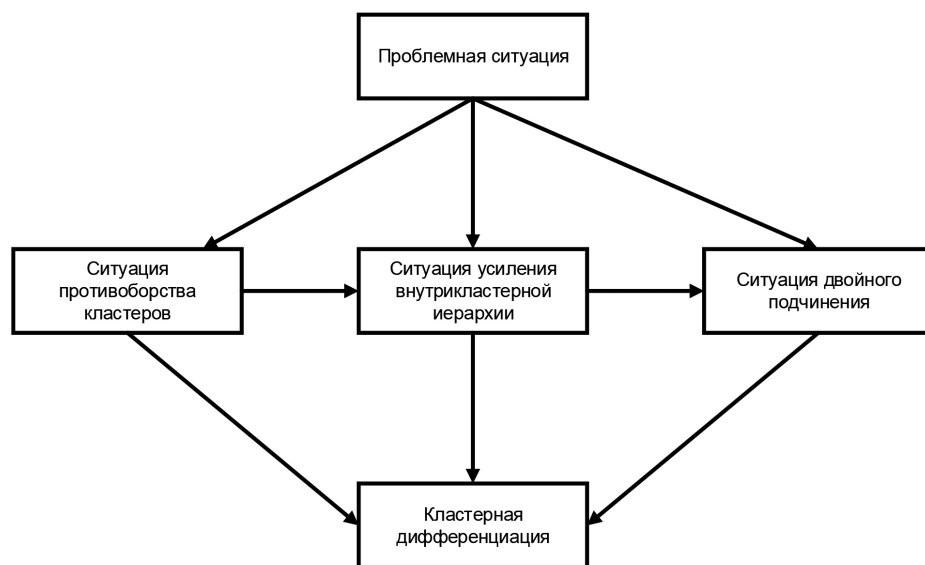 Проблемная ситуация
Ситуация
противоборства
кластеров
Ситуация усиления
внутрикластерной
иерархии
Ситуация двойного
подчинения
Кластерная
дифференциация